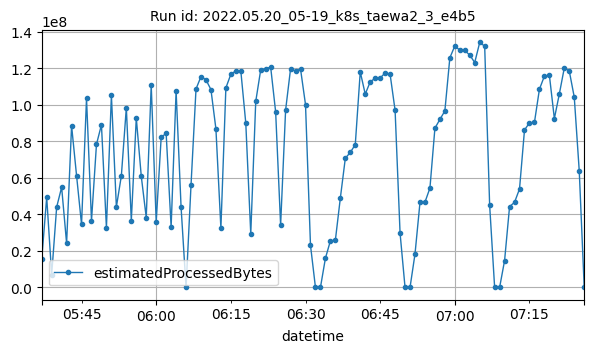 Run id: 2022.05.20_05-19_k8s_taewa2_3_e4b5
1e8
1.4
1.2
1.0
0.8
0.6
0.4
0.2
0.0
estimatedProcessedBytes
05:45 06:00 06:15 06:30 06:45 07:00 07:15
datetime